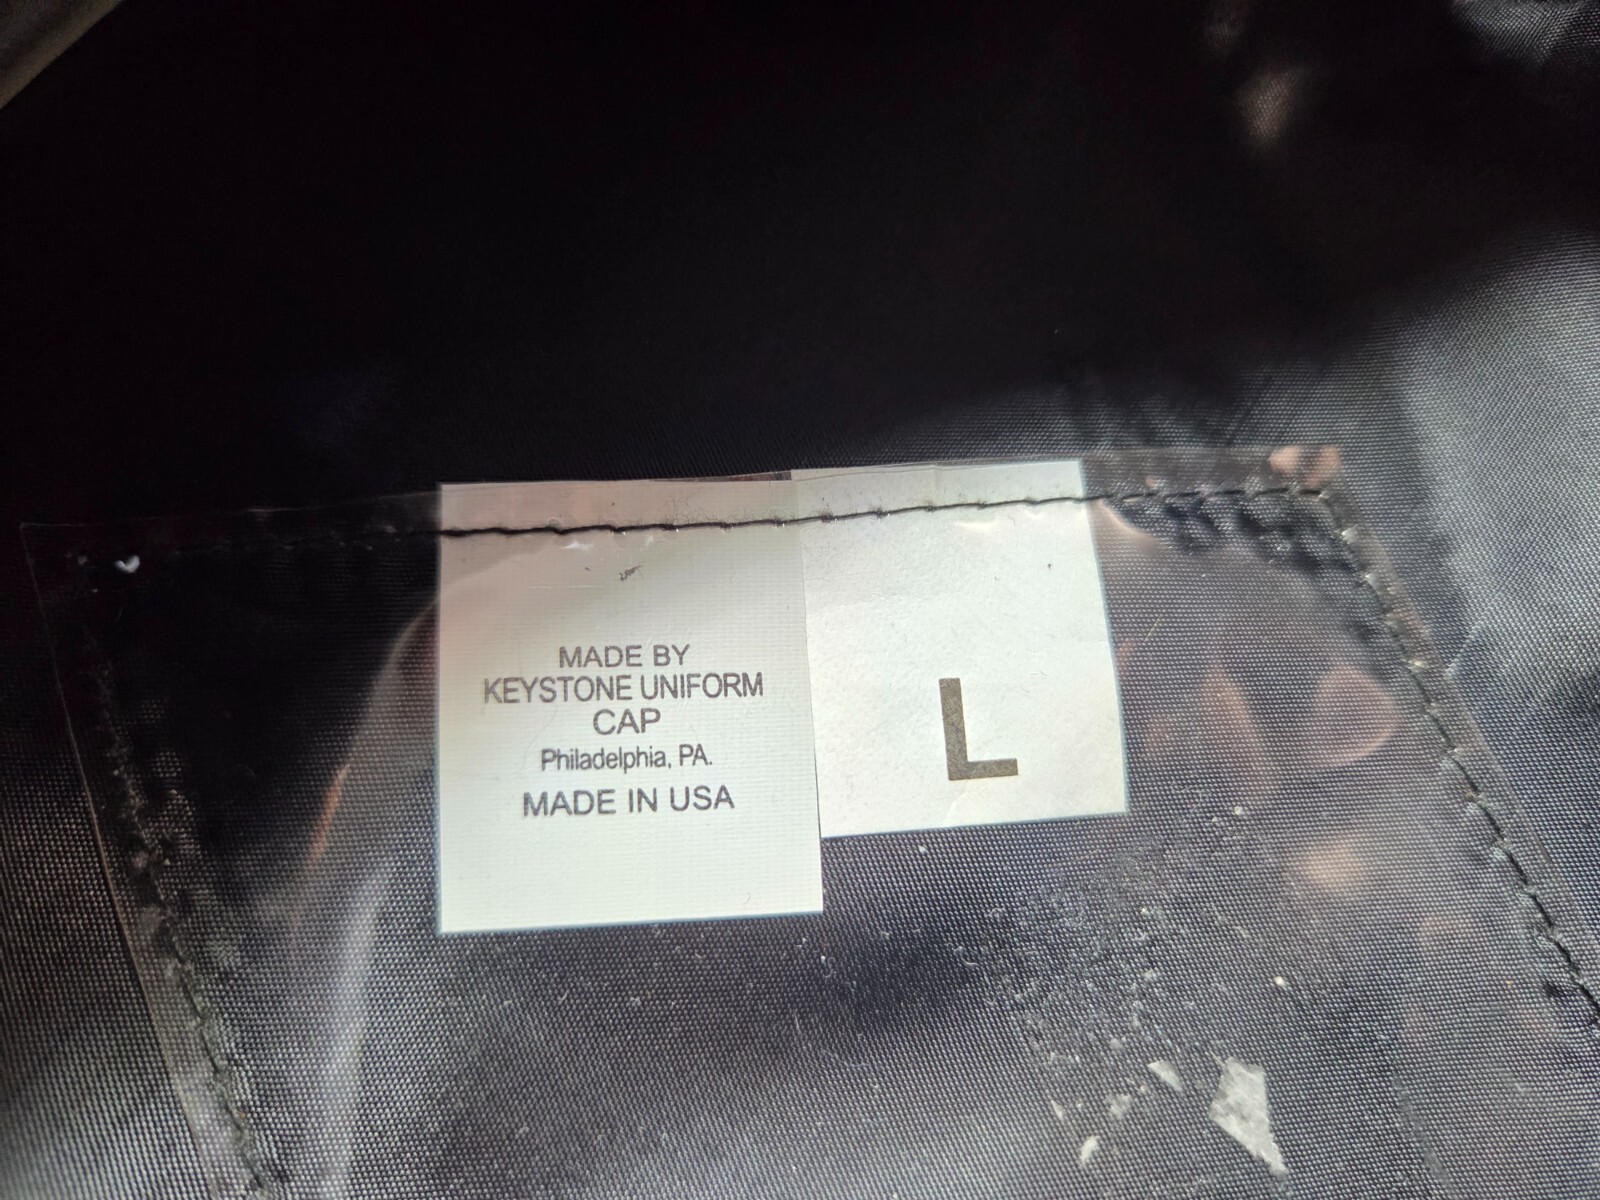 MADE BY
KEYSTONE UNIFORM
CAP
Philadelphia, PA.
MADE IN USA
L